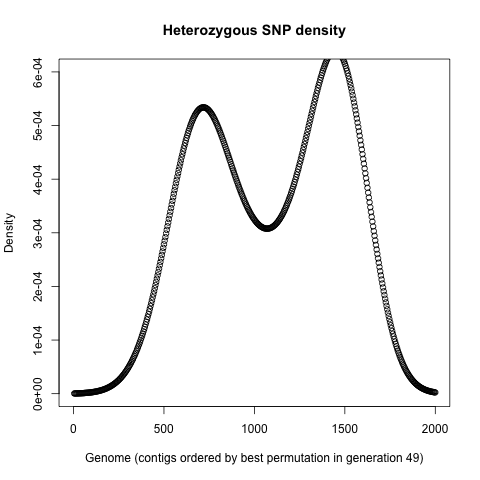 Heterozygous SNP density
Density
6e-04
5e-04
4e-04
3e-04
2e-04
1e-04
0e+00
0 500 1000 1500 2000
Genome (contigs ordered by best permutation in generation 49)